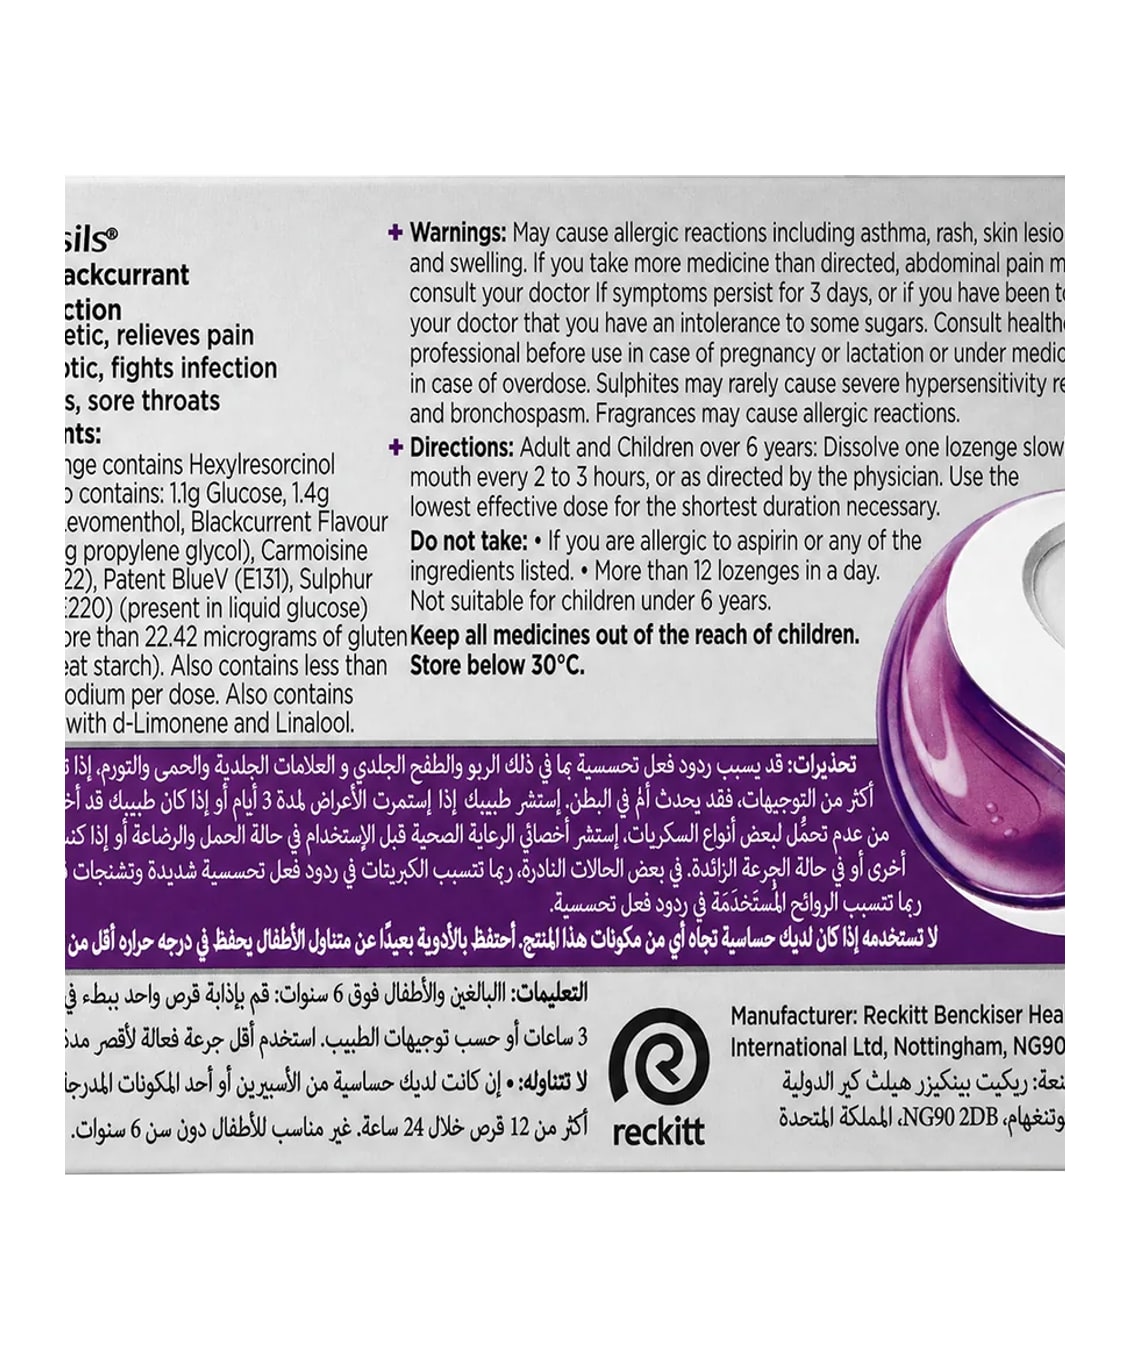 sils®
ackcurrant
ction
etic, relieves pain
otic, fights infection
s, sore throats
nts:
nge contains Hexylresorcinol
o contains: 1.1g Glucose, 1.4g
Levomenthol, Blackcurrent Flavour
g propylene glycol), Carmoisine
22), Patent BlueV (E131), Sulphur
E220) (present in liquid glucose)
ore than 22.42 micrograms of gluten
eat starch). Also contains less than
odium per dose. Also contains
with d-Limonene and Linalool.
+ Warnings: May cause allergic reactions including asthma, rash, skin lesio
and swelling. If you take more medicine than directed, abdominal pain m
consult your doctor If symptoms persist for 3 days, or if you have been to
your doctor that you have an intolerance to some sugars. Consult health
professional before use in case of pregnancy or lactation or under medic
in case of overdose. Sulphites may rarely cause severe hypersensitivity re
and bronchospasm. Fragrances may cause allergic reactions.
+ Directions: Adult and Children over 6 years: Dissolve one lozenge slow
mouth every 2 to 3 hours, or as directed by the physician. Use the
lowest effective dose for the shortest duration necessary.
Do not take: • If you are allergic to aspirin or any of the
ingredients listed. • More than 12 lozenges in a day.
Not suitable for children under 6 years.
Keep all medicines out of the reach of children.
Store below 30°C.
تحذيرات: قد يسبب ردود فعل تحسسية بما في ذلك الربو والطفح الجلدي و العلامات الجلدية والحمى والتورم، إذا
أكثر من التوجيهات، فقد يحدث ألم في البطن. إستشر طبيبك إذا إستمرت الأعراض لمدة 3 أيام أو إذا كان طبيبك قد أخ
من عدم تحمُّل لبعض أنواع السكريات. إستشر أخصائي الرعاية الصحية قبل الإستخدام في حالة الحمل والرضاعة أو إذا كنت
أخرى أو في حالة الجرعة الزائدة. في بعض الحالات النادرة، ربما تتسبب الكبريتات في ردود فعل تحسسية شديدة وتشنجات
ربما تتسبب الروائح المُستَخدَمَة في ردود فعل تحسسية.
لا تستخدمه إذا كان لديك حساسية تجاه أي من مكونات هذا المنتج. أحتفظ بالأدوية بعيدًا عن متناول الأطفال يحفظ في درجه حراره أقل من
التعليمات: االبالغين والأطفال فوق 6 سنوات: قم بإذابة قرص واحد ببطء في
3 ساعات أو حسب توجيهات الطبيب. استخدم أقل جرعة فعالة لأقصر مدة
لا تتناوله: • إن كانت لديك حساسية من الأسبيرين أو أحد المكونات المدرجة
أكثر من 12 قرص خلال 24 ساعة. غير مناسب للأطفال دون سن 6 سنوات.
reckitt
Manufacturer: Reckitt Benckiser Hea
International Ltd, Nottingham, NG90
نعة: ريكيت بينكيزر هيلث كير الدولية
وتنغهام، NG90 2DB، المملكة المتحدة